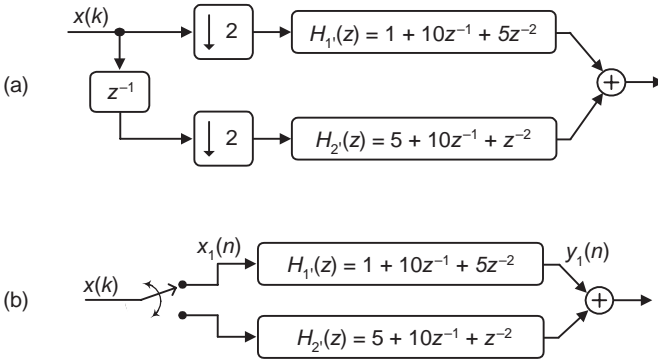 x(k)
↓ 2
H₁'(z) = 1 + 10z⁻¹ + 5z⁻²
(a)
z⁻¹
+
↓ 2
H₂'(z) = 5 + 10z⁻¹ + z⁻²
x₁(n)
y₁(n)
H₁'(z) = 1 + 10z⁻¹ + 5z⁻²
x(k)
(b)
+
H₂'(z) = 5 + 10z⁻¹ + z⁻²